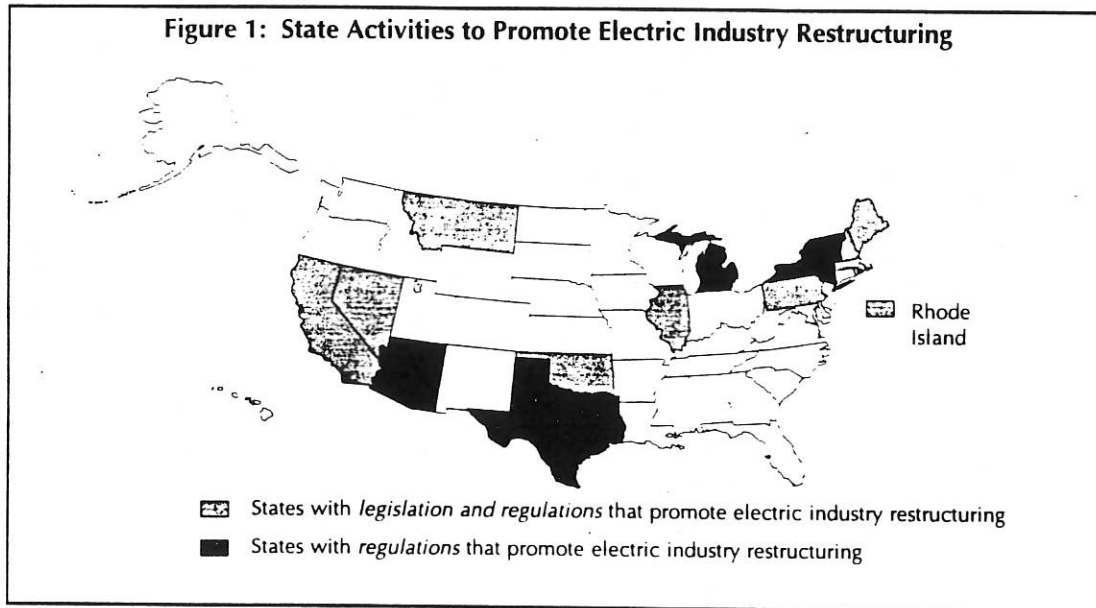 Figure 1: State Activities to Promote Electric Industry Restructuring
Rhode
Island
States with legislation and regulations that promote electric industry restructuring
States with regulations that promote electric industry restructuring